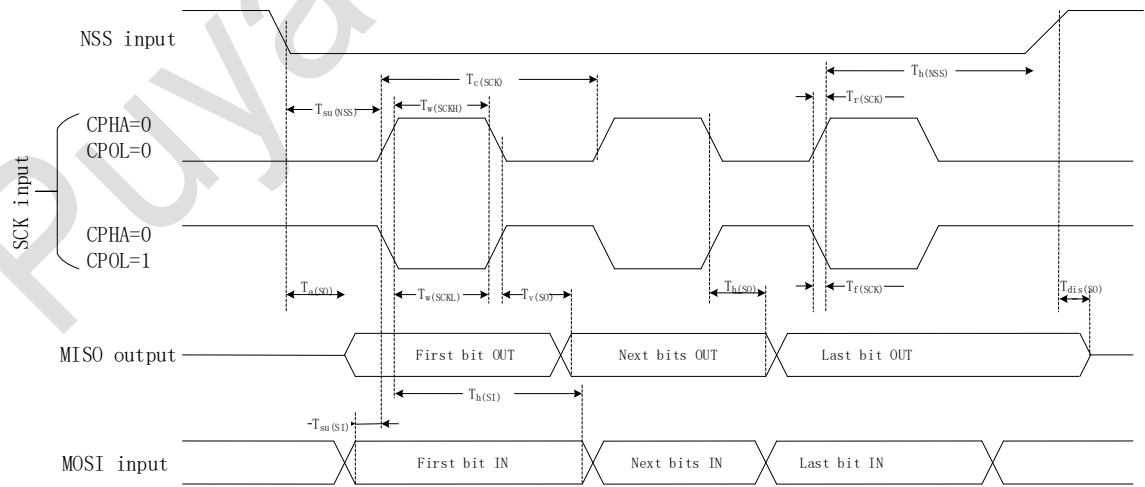 Puya
NSS input
Tc(SCK)
Th(NSS)
Tsu(NSS)
Tw(SCKH)
Tr(SCK)
CPHA=0
CPOL=0
SCK input
CPHA=0
CPOL=1
Ta(SO)
Tw(SCKL)
Tv(SO)
Th(SO)
Tf(SCK)
Tdis(SO)
MISO output
First bit OUT
Next bits OUT
Last bit OUT
Th(SI)
Tsu(SI)
MOSI input
First bit IN
Next bits IN
Last bit IN